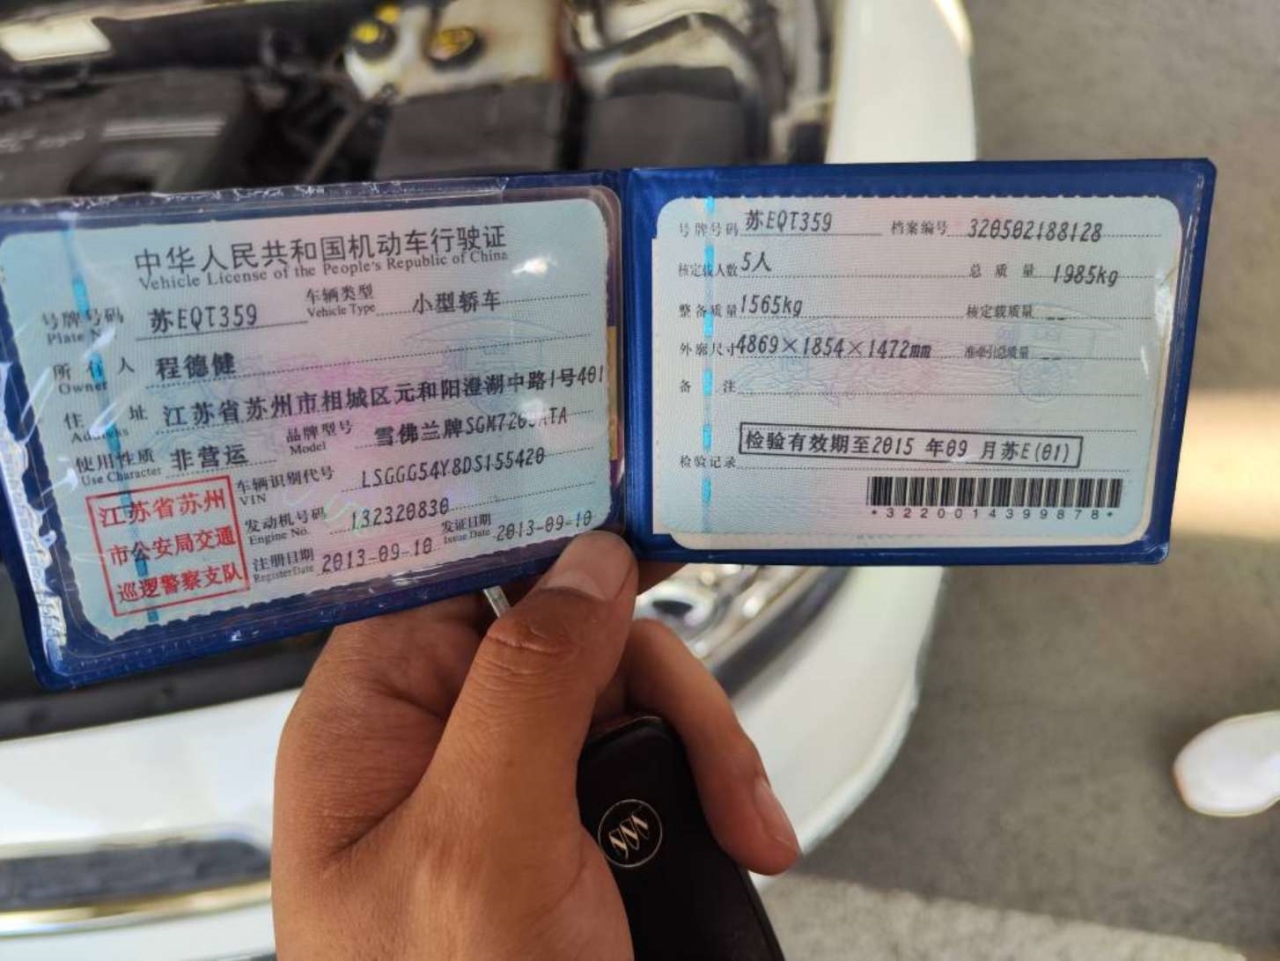 中华人民共和国机动车行驶证
Vehicle License of the People's Republic of China
号牌号码 苏EQT359 车辆类型 小型轿车
Plate No. Vehicle Type
所有人 程德健
Owner
住址 江苏省苏州市相城区元和阳澄湖中路1号401
Address
使用性质 非营运 品牌型号 雪佛兰牌
Use Character Model
车辆识别代号 LSGGG54Y8DS155420
VIN
发动机号码 132320830
Engine No.
注册日期 2013-09-10 发证日期 2013-09-10
Register Date Issue Date
江苏省苏州
市公安局交通
巡逻警察支队
号牌号码 苏EQT359 档案编号 320502188128
核定载人数 5人 总质量 1985kg
整备质量 1565kg 核定载质量 --
外廓尺寸 4869×1854×1472mm 准牵引总质量 --
备注
检验有效期至2015 年09 月苏E(01)
检验记录
*3220014399878*